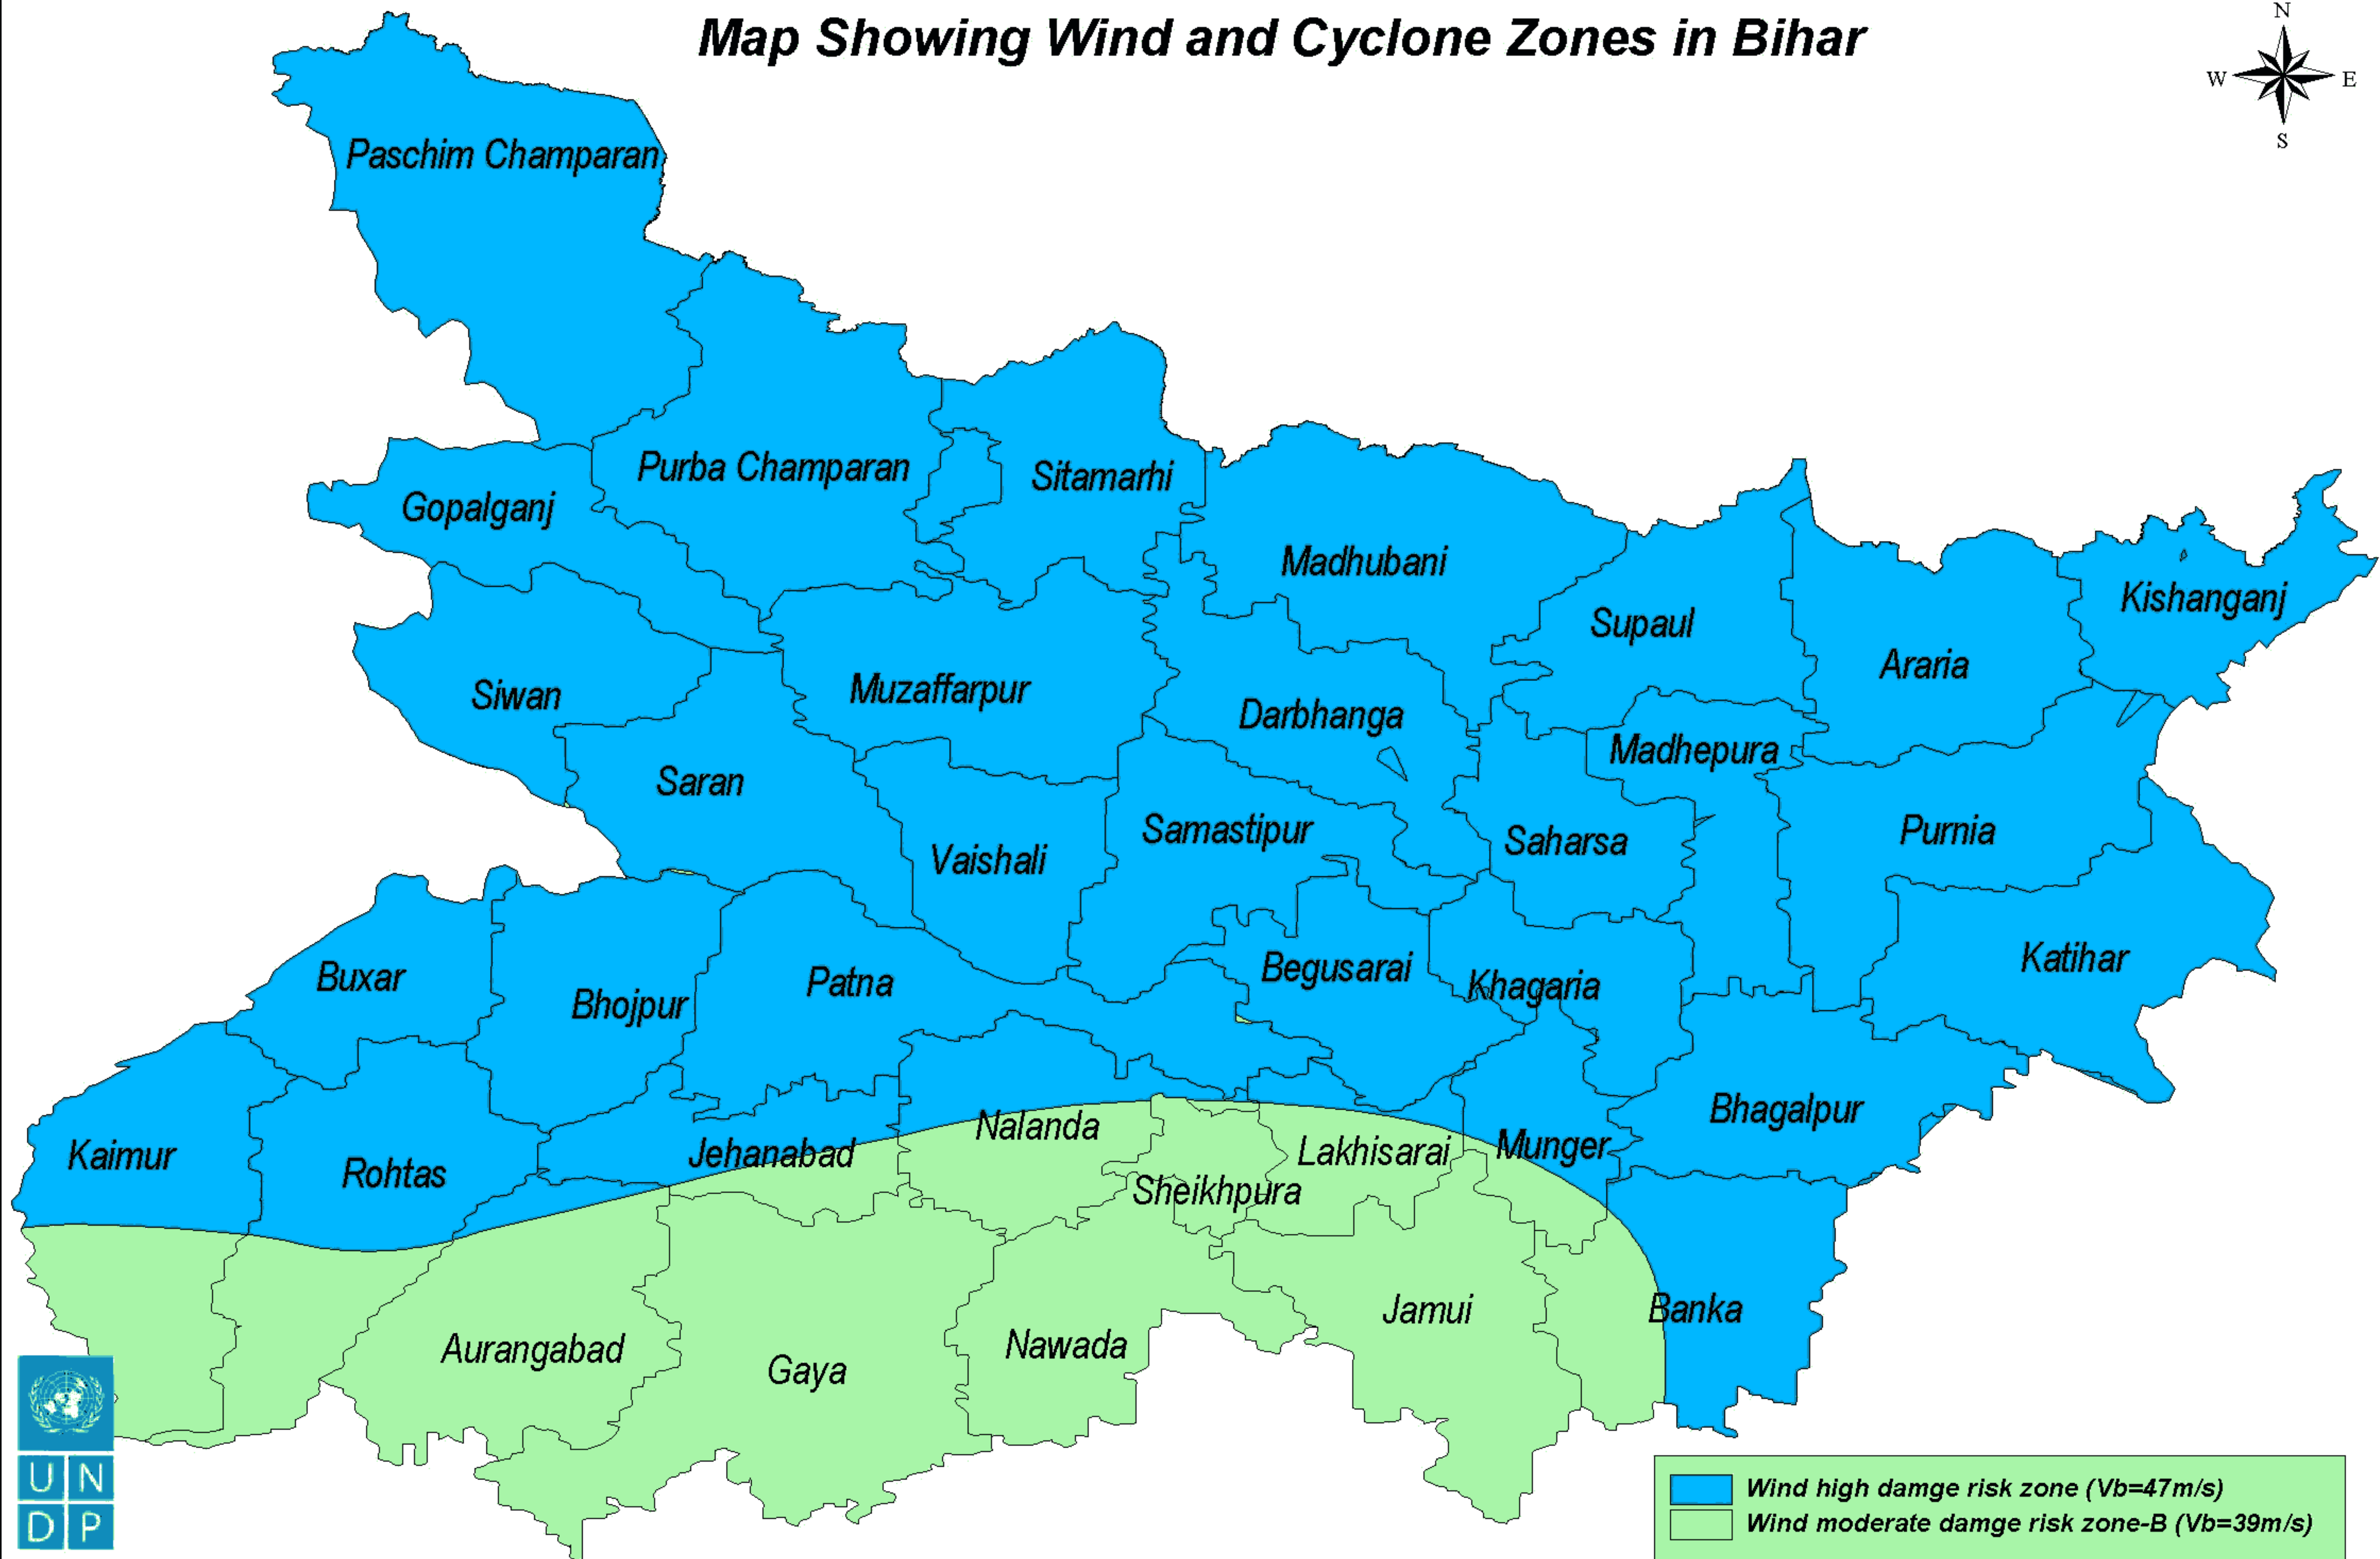 Map Showing Wind and Cyclone Zones in Bihar
N
W
E
S
Paschim Champaran
Purba Champaran
Sitamarhi
Gopalganj
Madhubani
Kishanganj
Supaul
Araria
Siwan
Muzaffarpur
Darbhanga
Madhepura
Saran
Samastipur
Saharsa
Purnia
Vaishali
Buxar
Bhojpur
Patna
Begusarai
Khagaria
Katihar
Kaimur
Rohtas
Jehanabad
Nalanda
Lakhisarai
Munger
Bhagalpur
Sheikhpura
Aurangabad
Gaya
Nawada
Jamui
Banka
U N
D P
Wind high damge risk zone (Vb=47m/s)
Wind moderate damge risk zone-B (Vb=39m/s)